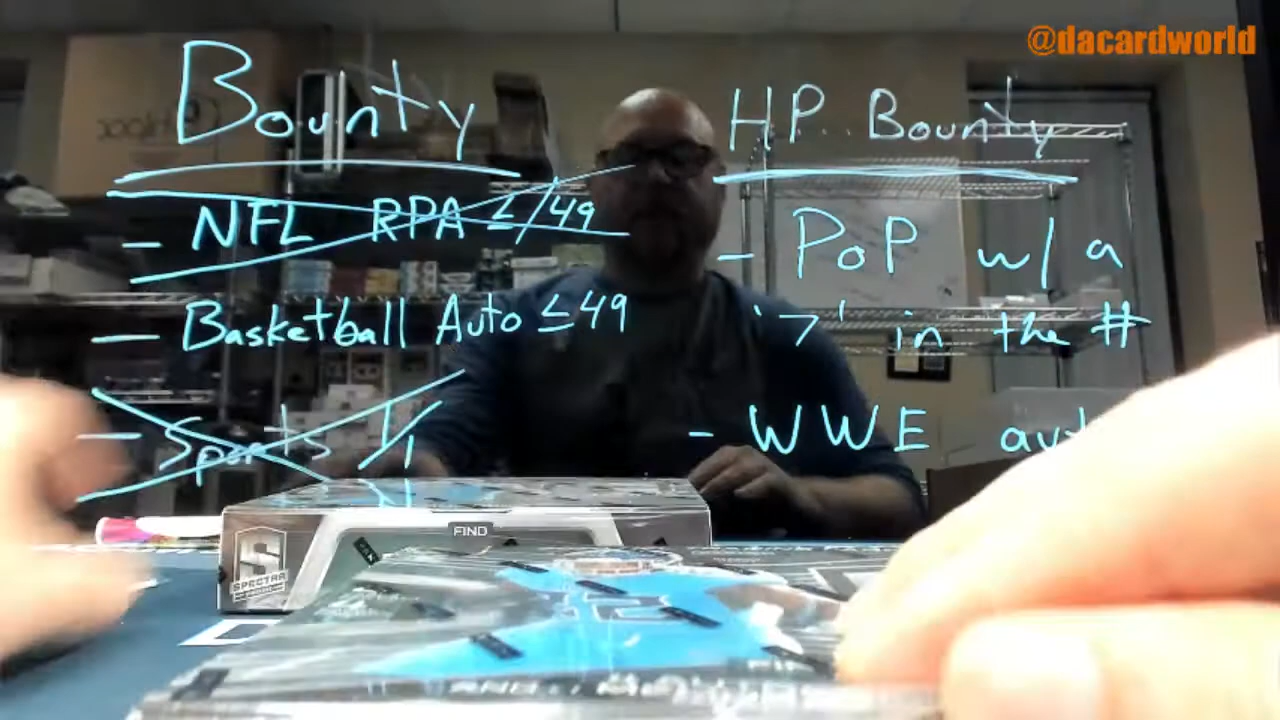 @dacardworld
Bounty
- NFL RPA ≤/49
- Basketball Auto ≤49
- Sports 1/1
HP Bounty
- PoP w/ a
'7' in the #
- WWE aut
FIND
S
SPECTRA